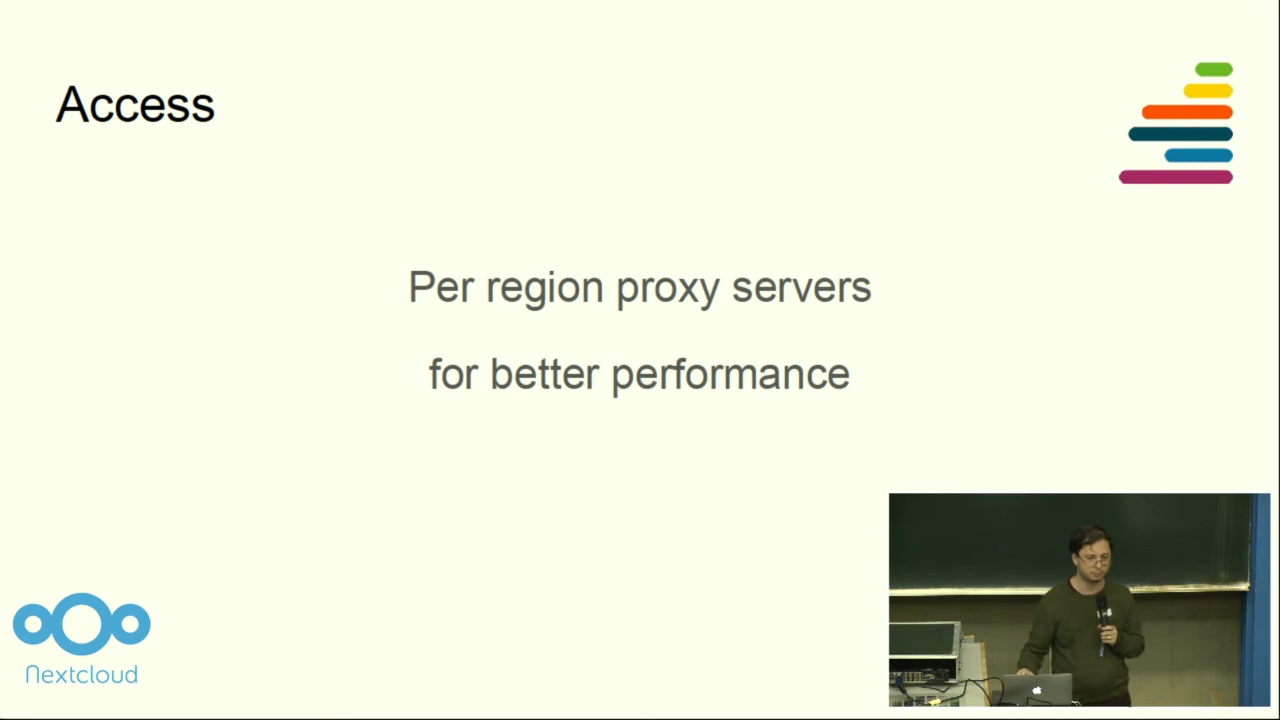 Access
Per region proxy servers
for better performance
Nextcloud